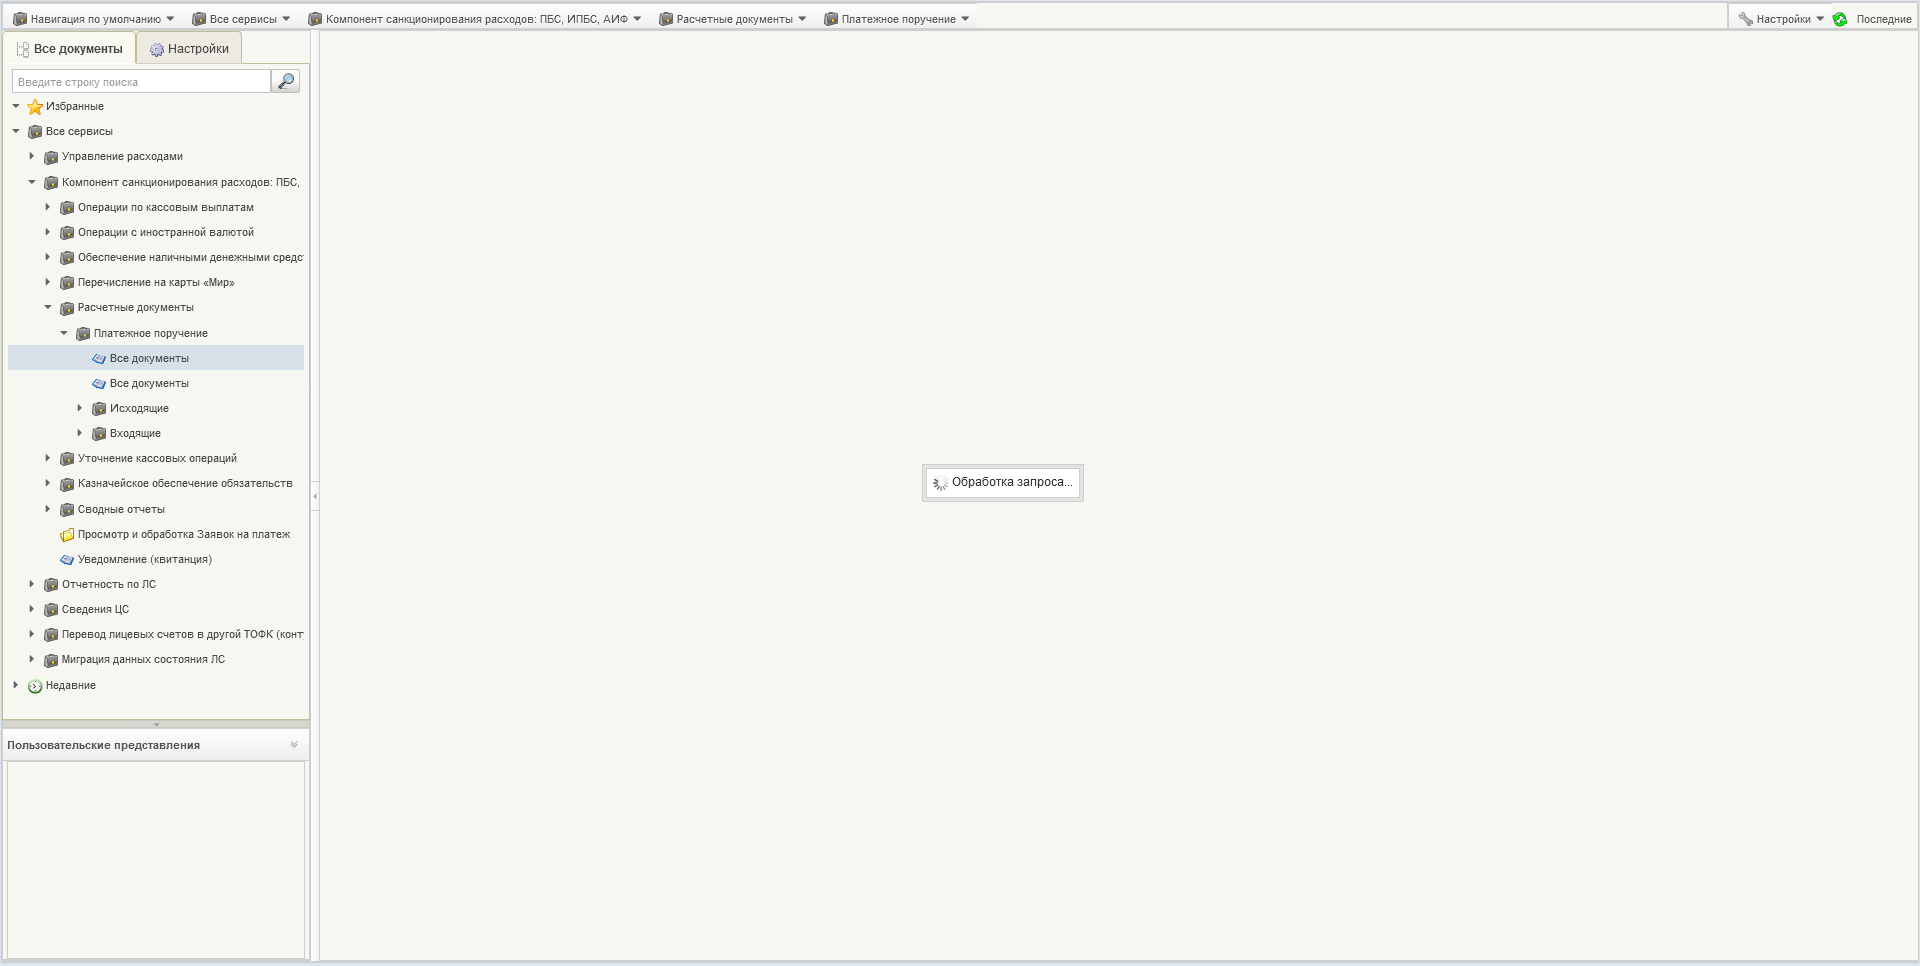 Навигация по умолчанию Все сервисы Компонент санкционирования расходов: ПБС, ИПБС, АИФ Расчетные документы Платежное поручение Настройки Последние
Все документы Настройки
Введите строку поиска
Избранные
Все сервисы
Управление расходами
Компонент санкционирования расходов: ПБС,
Операции по кассовым выплатам
Операции с иностранной валютой
Обеспечение наличными денежными средс
Перечисление на карты «Мир»
Расчетные документы
Платежное поручение
Все документы
Все документы
Исходящие
Входящие
Уточнение кассовых операций
Казначейское обеспечение обязательств
Сводные отчеты
Просмотр и обработка Заявок на платеж
Уведомление (квитанция)
Отчетность по ЛС
Сведения ЦС
Перевод лицевых счетов в другой ТОФК (конт
Миграция данных состояния ЛС
Недавние
Пользовательские представления
Обработка запроса...